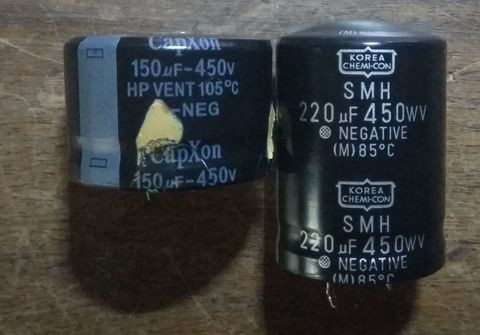 CapXon
150µF-450V
HP VENT 105°C
-NEG
CapXon
150µF-450V
KOREA
CHEMI-CON
SMH
220µF 450WV
NEGATIVE
(M) 85°C
KOREA
CHEMI-CON
SMH
220µF 450WV
NEGATIVE
(M) 85°C